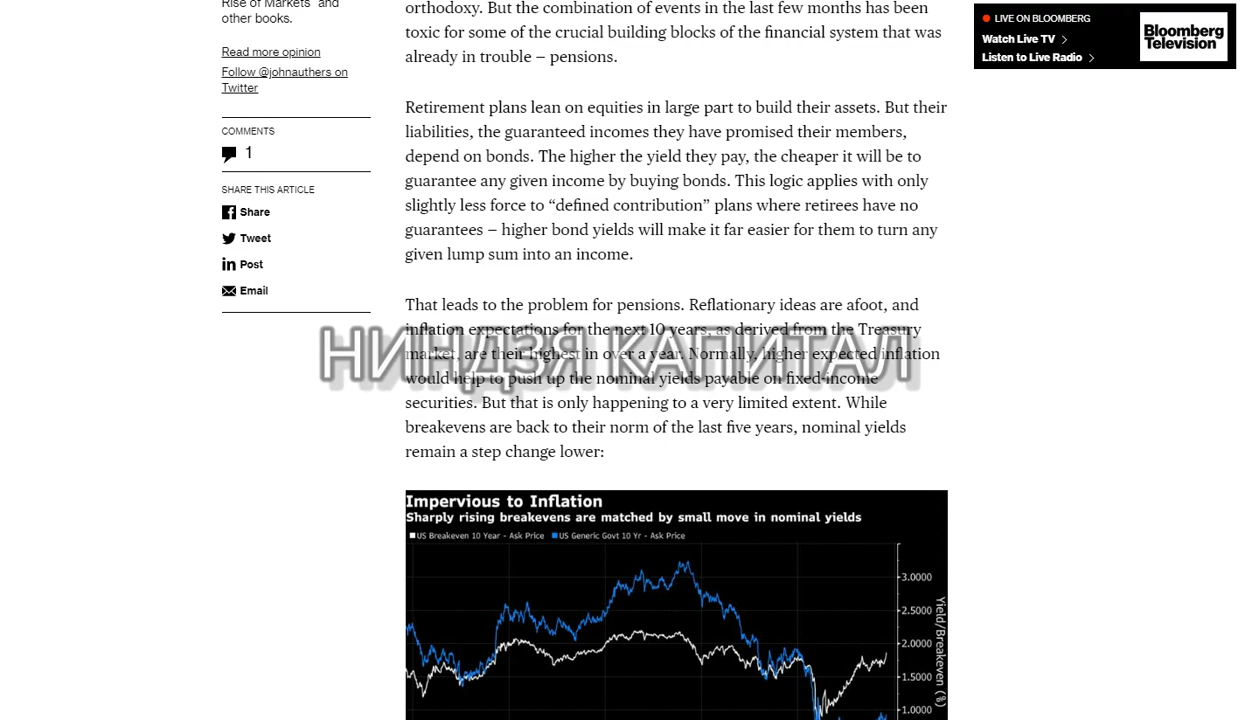 Rise of Markets" and
other books.
Read more opinion
Follow @johnauthers on
Twitter
COMMENTS
1
SHARE THIS ARTICLE
Share
Tweet
Post
Email
orthodoxy. But the combination of events in the last few months has been
toxic for some of the crucial building blocks of the financial system that was
already in trouble – pensions.
Retirement plans lean on equities in large part to build their assets. But their
liabilities, the guaranteed incomes they have promised their members,
depend on bonds. The higher the yield they pay, the cheaper it will be to
guarantee any given income by buying bonds. This logic applies with only
slightly less force to “defined contribution” plans where retirees have no
guarantees – higher bond yields will make it far easier for them to turn any
given lump sum into an income.
That leads to the problem for pensions. Reflationary ideas are afoot, and
inflation expectations for the next 10 years, as derived from the Treasury
market, are their highest in over a year. Normally, higher expected inflation
would help to push up the nominal yields payable on fixed-income
securities. But that is only happening to a very limited extent. While
breakevens are back to their norm of the last five years, nominal yields
remain a step change lower:
НИНДЗЯ КАПИТАЛ
Impervious to Inflation
Sharply rising breakevens are matched by small move in nominal yields
US Breakeven 10 Year - Ask Price US Generic Govt 10 Yr - Ask Price
3.0000
2.5000
2.0000
1.5000
1.0000
Yield/Breakeven (%)
LIVE ON BLOOMBERG
Watch Live TV
Listen to Live Radio
Bloomberg
Television